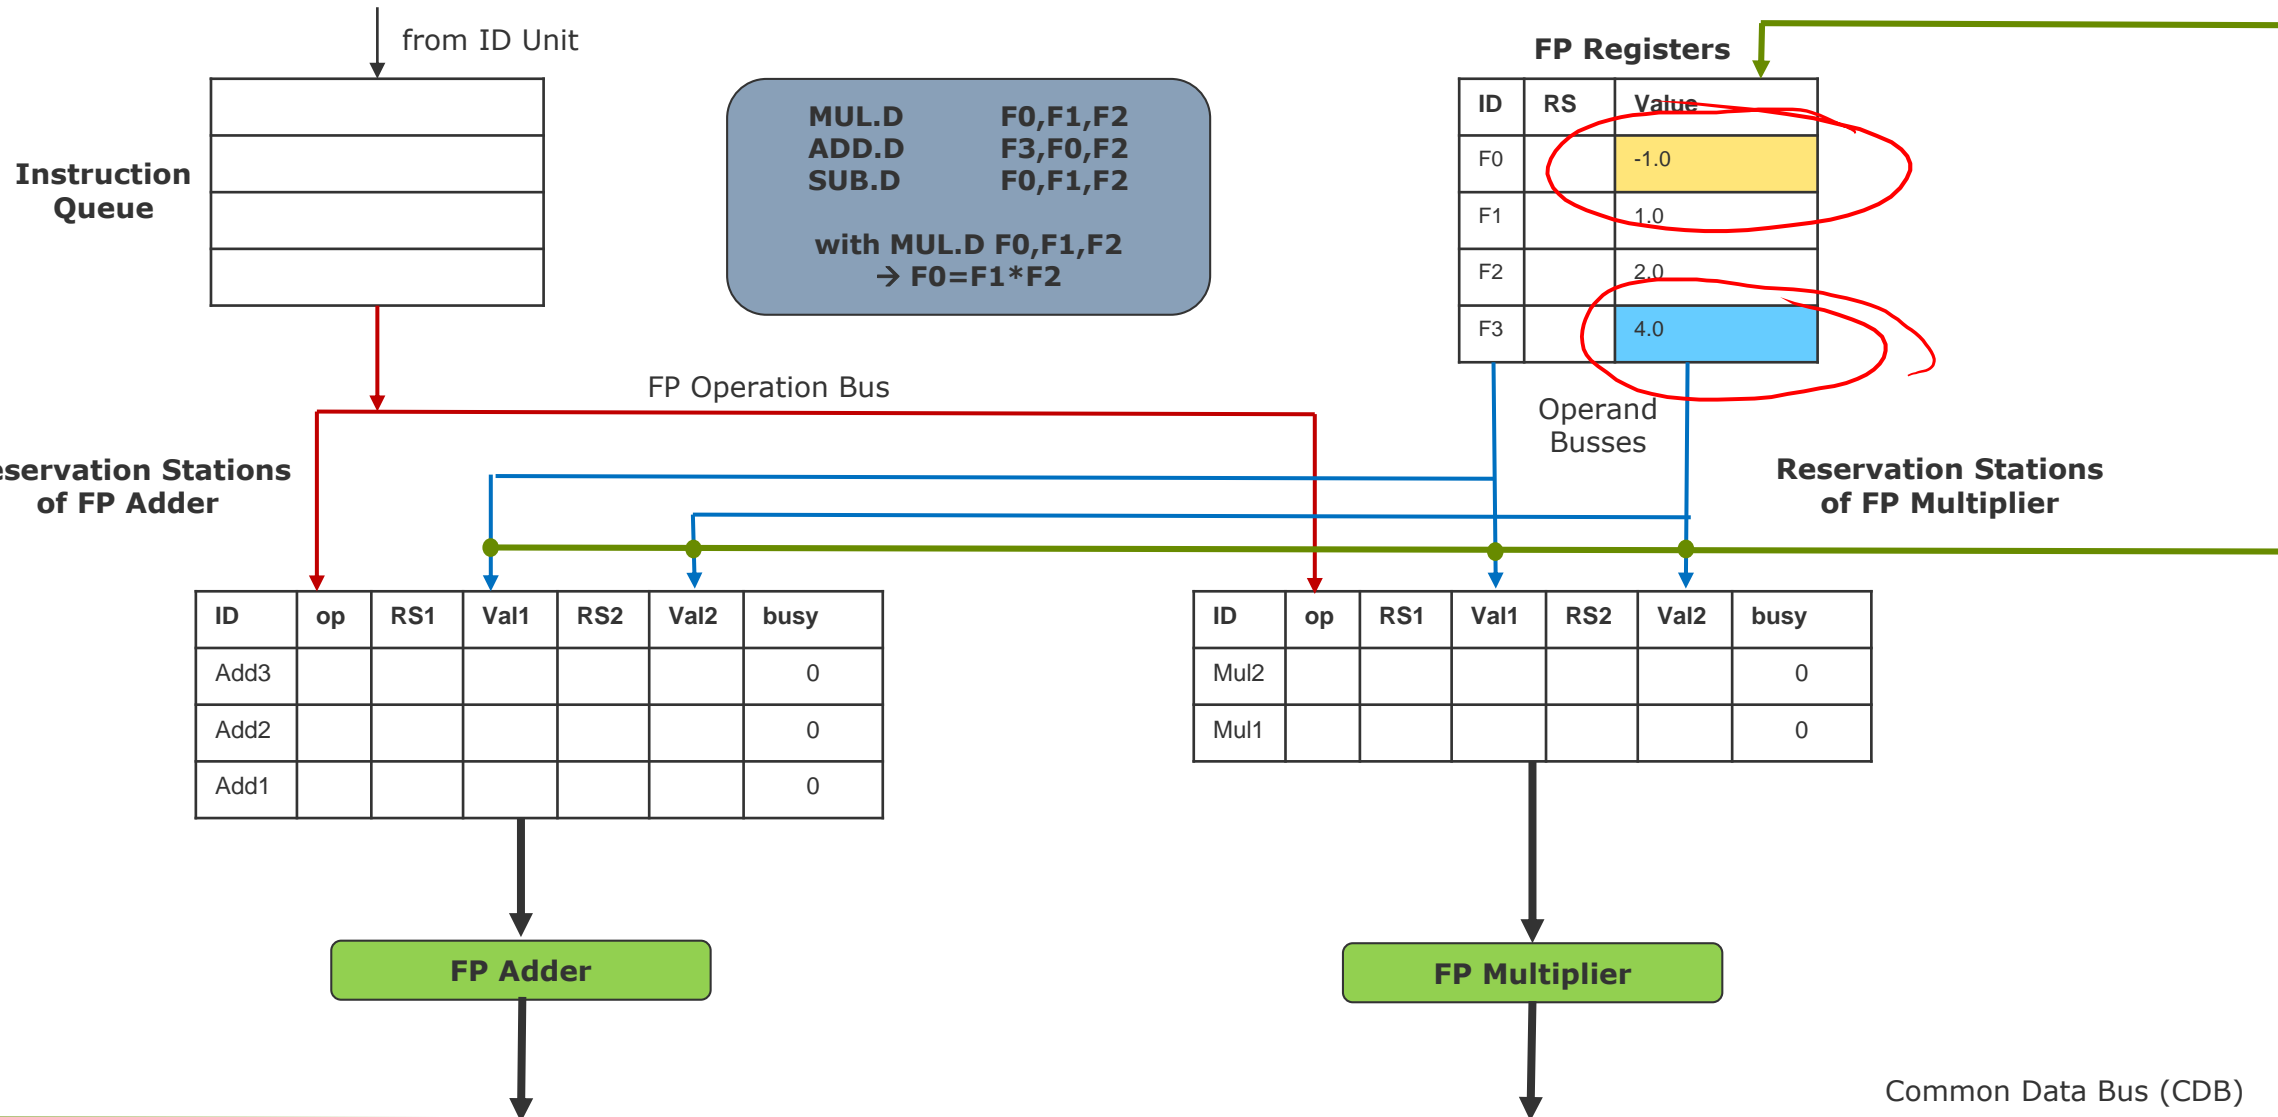 from ID Unit
Instruction
Queue
MUL.D F0,F1,F2
ADD.D F3,F0,F2
SUB.D F0,F1,F2
with MUL.D F0,F1,F2
→ F0=F1*F2
FP Registers
ID RS Value
F0 -1.0
F1 1.0
F2 2.0
F3 4.0
FP Operation Bus
Operand
Busses
eservation Stations
of FP Adder
Reservation Stations
of FP Multiplier
ID op RS1 Val1 RS2 Val2 busy
Add3 0
Add2 0
Add1 0
ID op RS1 Val1 RS2 Val2 busy
Mul2 0
Mul1 0
FP Adder
FP Multiplier
Common Data Bus (CDB)